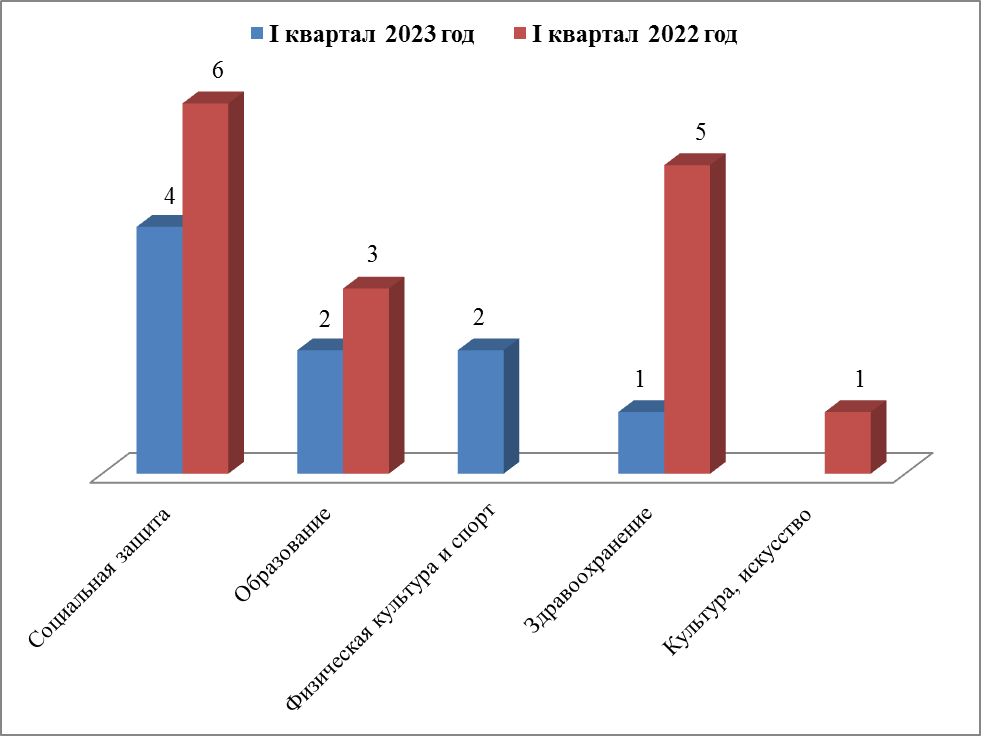 I квартал 2023 год I квартал 2022 год
6
4
3
2
2
5
1
1
Социальная защита
Образование
Физическая культура и спорт
Здравоохранение
Культура, искусство